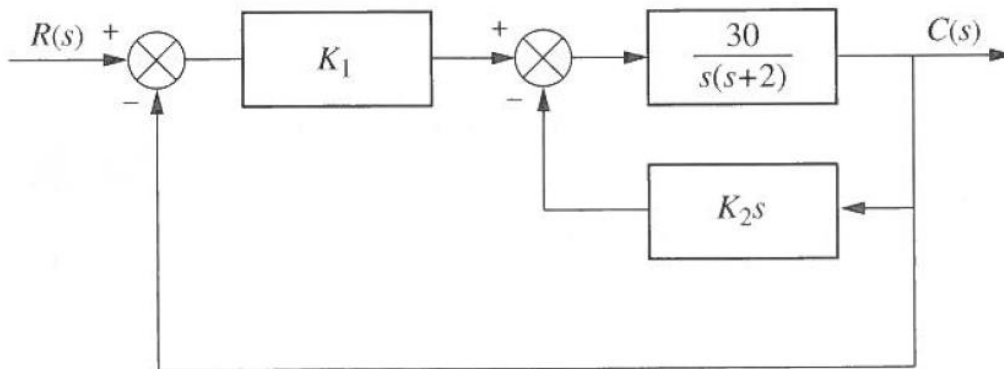 R(s) +
−
K₁
+
−
30
s(s+2)
C(s)
K₂s